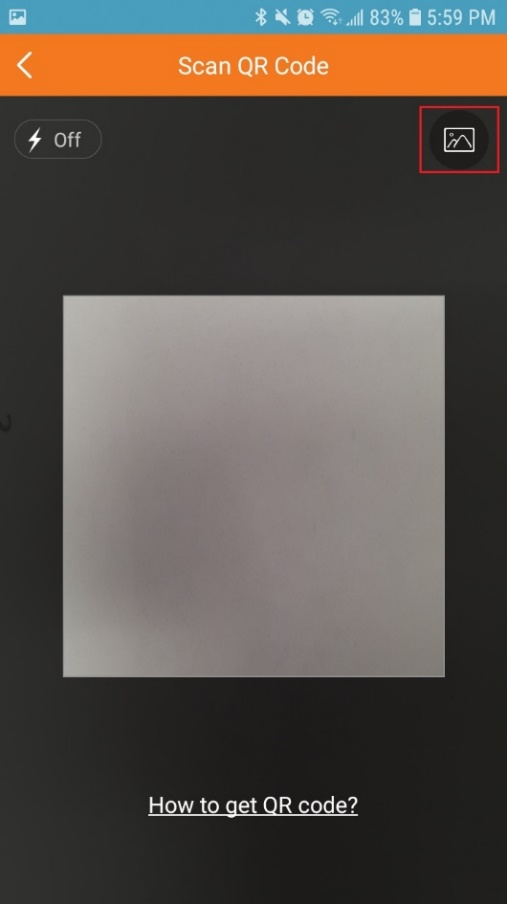 83% 5:59 PM
Scan QR Code
Off
How to get QR code?